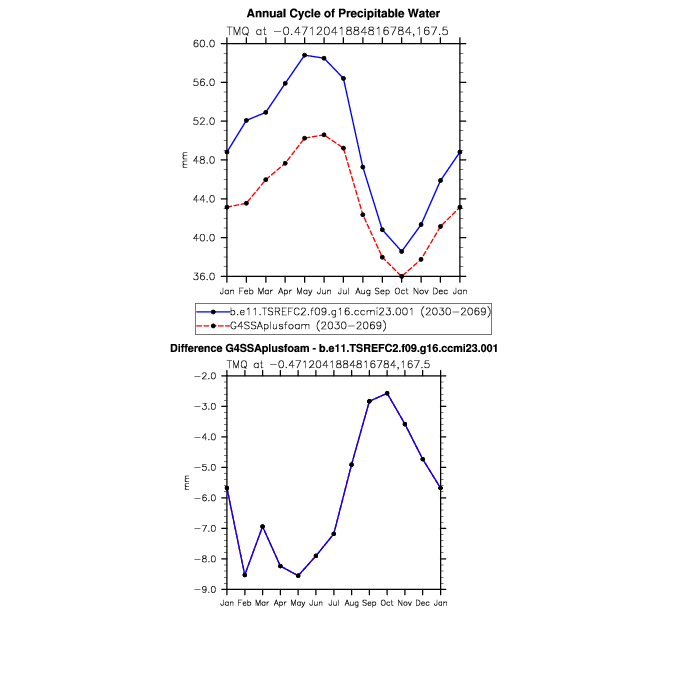 Annual Cycle of Precipitable Water
TMQ at −0.4712041884816784,167.5
60.0
56.0
52.0
48.0
44.0
40.0
36.0
mm
Jan Feb Mar Apr May Jun Jul Aug Sep Oct Nov Dec Jan
b.e11.TSREFC2.f09.g16.ccmi23.001 (2030−2069)
G4SSAplusfoam (2030−2069)
Difference G4SSAplusfoam - b.e11.TSREFC2.f09.g16.ccmi23.001
TMQ at −0.4712041884816784,167.5
−2.0
−3.0
−4.0
−5.0
−6.0
−7.0
−8.0
−9.0
mm
Jan Feb Mar Apr May Jun Jul Aug Sep Oct Nov Dec Jan